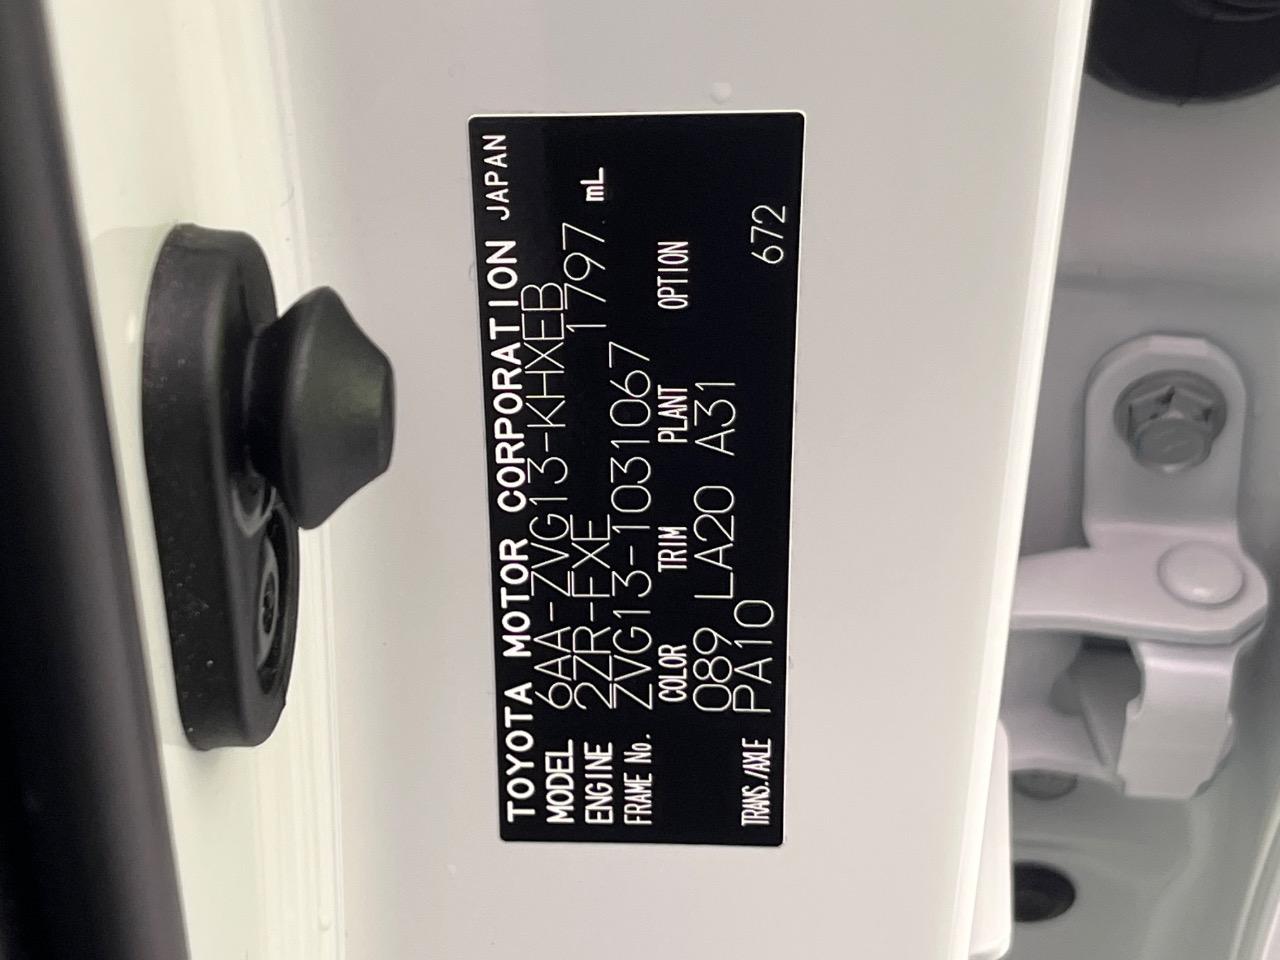 TOYOTA MOTOR CORPORATION JAPAN
MODEL 6AA-ZVG13-KHXEB
ENGINE 2ZR-FXE 1797 mL
FRAME No. ZVG13-1031067
COLOR TRIM PLANT OPTION
089 LA20 A31
TRANS./AXLE PA10 672